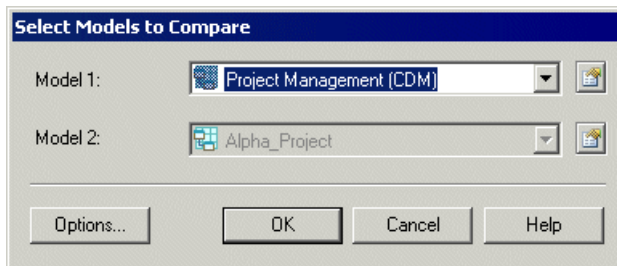 Select Models to Compare
Model 1: Project Management (CDM)
Model 2: Alpha_Project
Options... OK Cancel Help